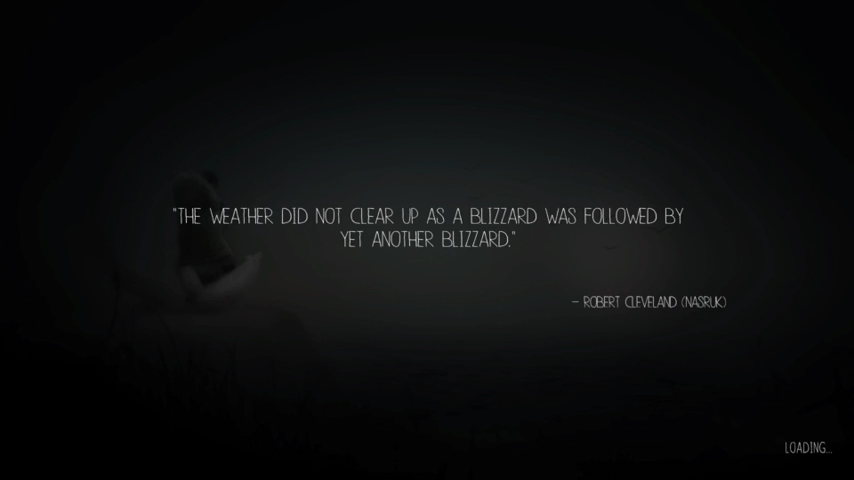 "THE WEATHER DID NOT CLEAR UP AS A BLIZZARD WAS FOLLOWED BY
YET ANOTHER BLIZZARD."
– ROBERT CLEVELAND (NASRUK)
LOADING...